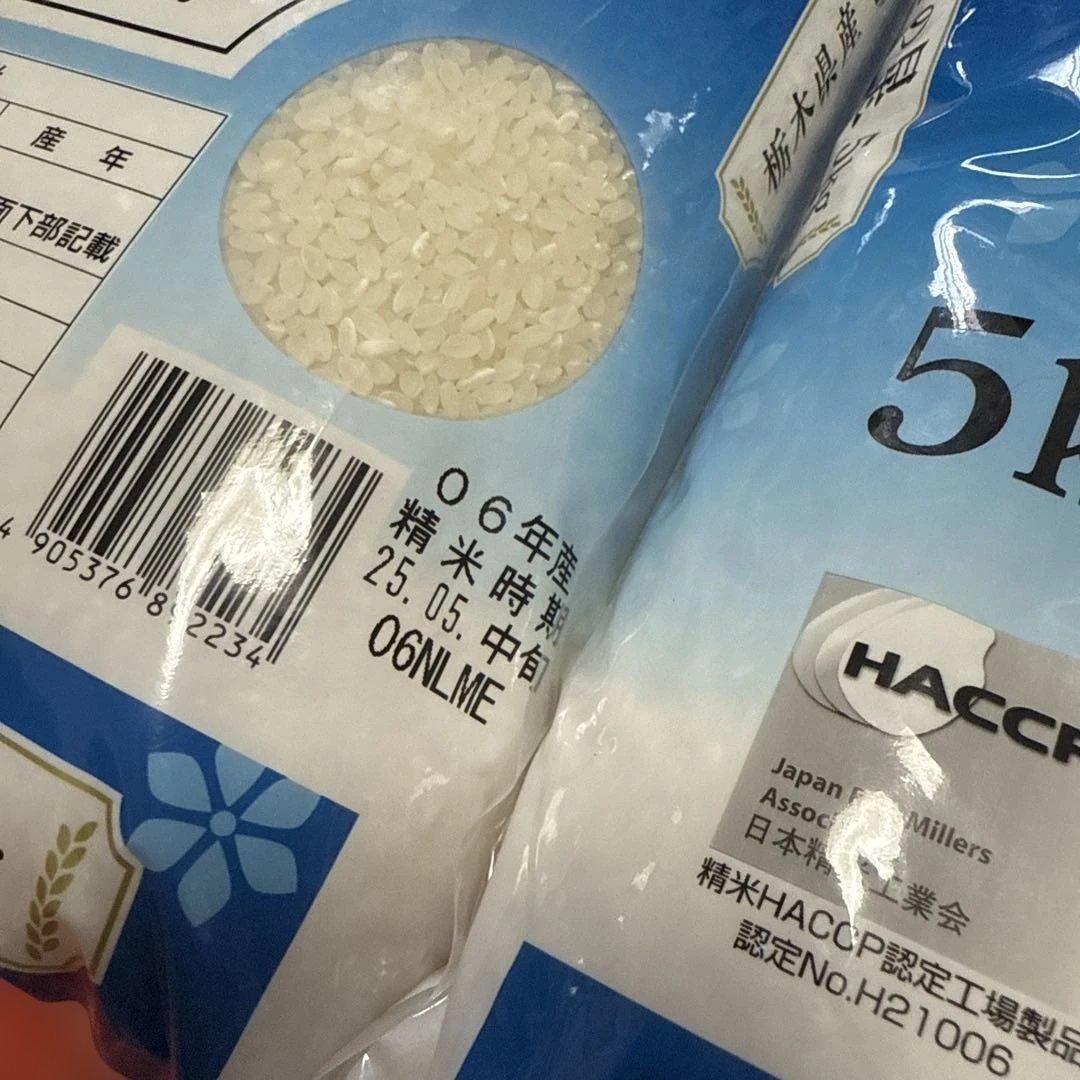 産 年
面下部記載
栃木県産
5k
4
905376
2234
06年産
精米時期
25.05.中旬
06NLME
HACCP
Japan
Millers
日本精
工業会
精米HACCP認定工場製品
認定No.H21006